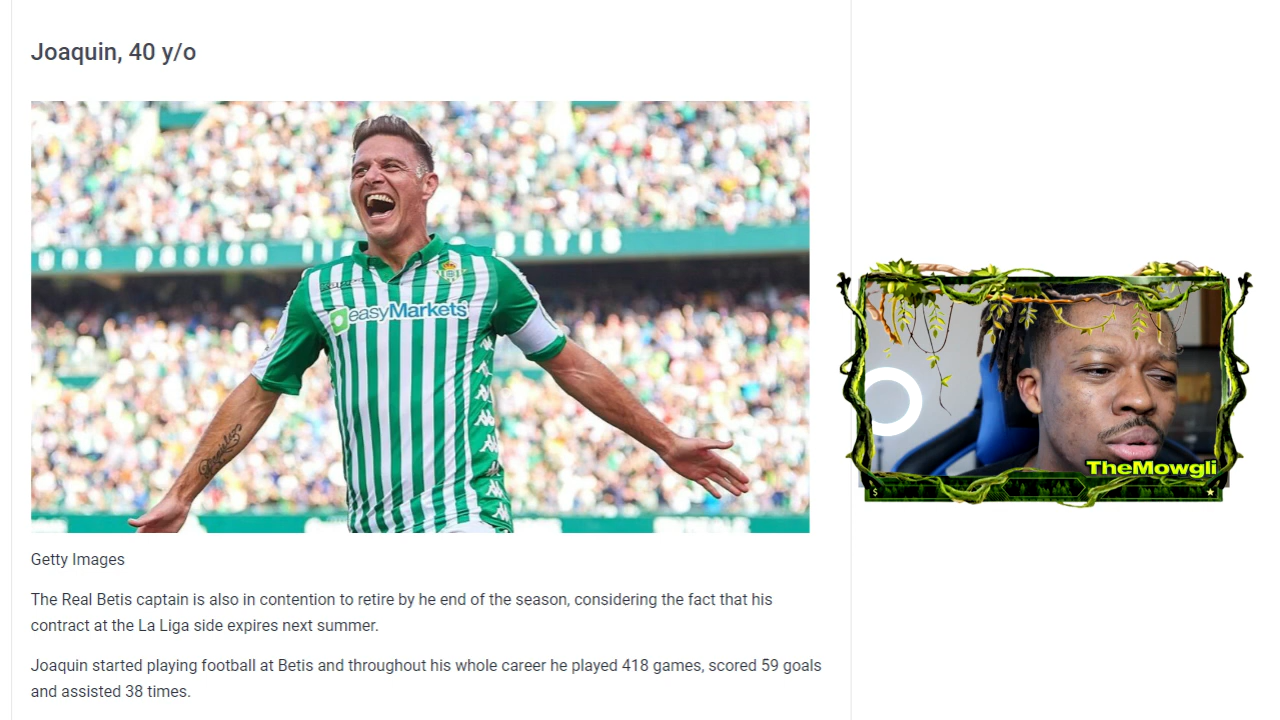 Joaquin, 40 y/o
BETIS
easyMarkets
TheMowgli
$
Getty Images
The Real Betis captain is also in contention to retire by he end of the season, considering the fact that his
contract at the La Liga side expires next summer.
Joaquin started playing football at Betis and throughout his whole career he played 418 games, scored 59 goals
and assisted 38 times.